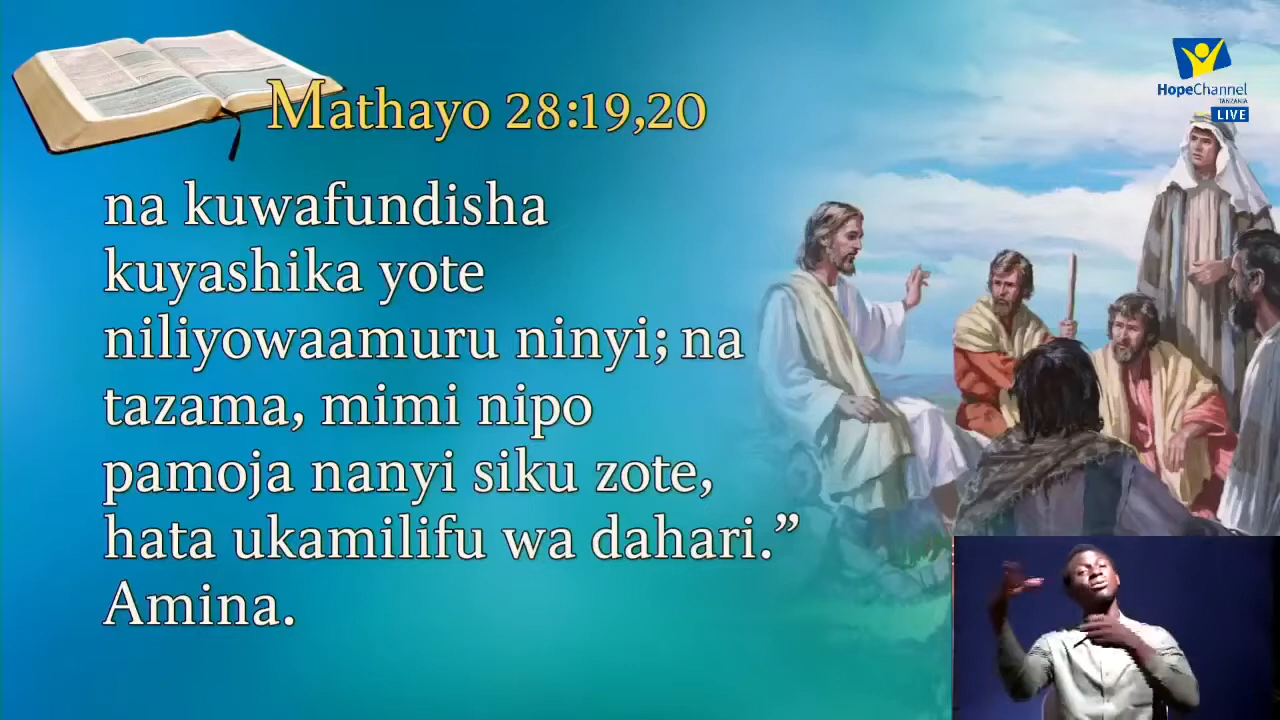 Mathayo 28:19,20
na kuwafundisha
kuyashika yote
niliyowaamuru ninyi; na
tazama, mimi nipo
pamoja nanyi siku zote,
hata ukamilifu wa dahari.”
Amina.
HopeChannel
TANZANIA
LIVE